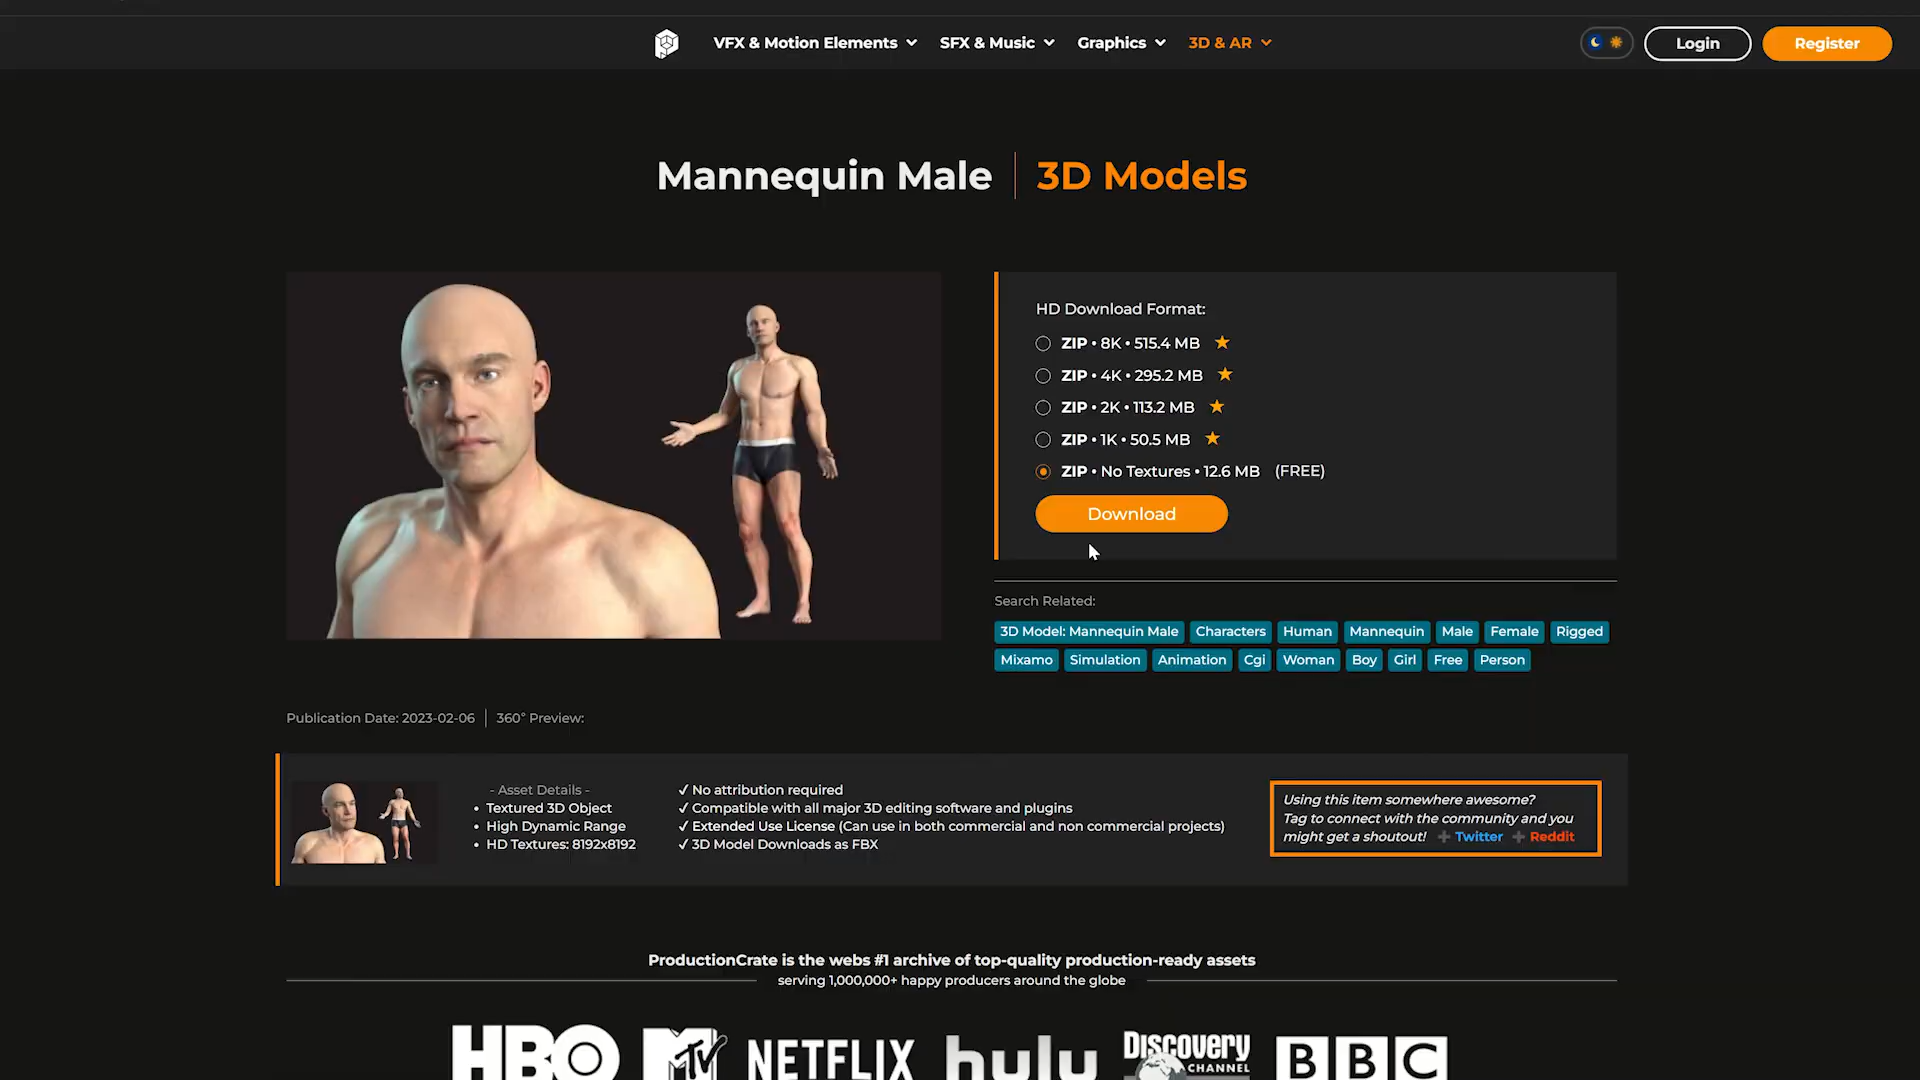 VFX & Motion Elements
SFX & Music
Graphics
3D & AR
Login
Register
Mannequin Male
3D Models
HD Download Format:
ZIP • 8K • 515.4 MB
ZIP • 4K • 295.2 MB
ZIP • 2K • 113.2 MB
ZIP • 1K • 50.5 MB
ZIP • No Textures • 12.6 MB (FREE)
Download
Search Related:
3D Model: Mannequin Male Characters Human Mannequin Male Female Rigged
Mixamo Simulation Animation Cgi Woman Boy Girl Free Person
Publication Date: 2023-02-06 | 360° Preview:
- Asset Details -
• Textured 3D Object
• High Dynamic Range
• HD Textures: 8192x8192
✓ No attribution required
✓ Compatible with all major 3D editing software and plugins
✓ Extended Use License (Can use in both commercial and non commercial projects)
✓ 3D Model Downloads as FBX
Using this item somewhere awesome?
Tag to connect with the community and you
might get a shoutout! + Twitter + Reddit
ProductionCrate is the webs #1 archive of top-quality production-ready assets
serving 1,000,000+ happy producers around the globe
HBO
MTV
NETFLIX
hulu
Discovery
CHANNEL
BBC